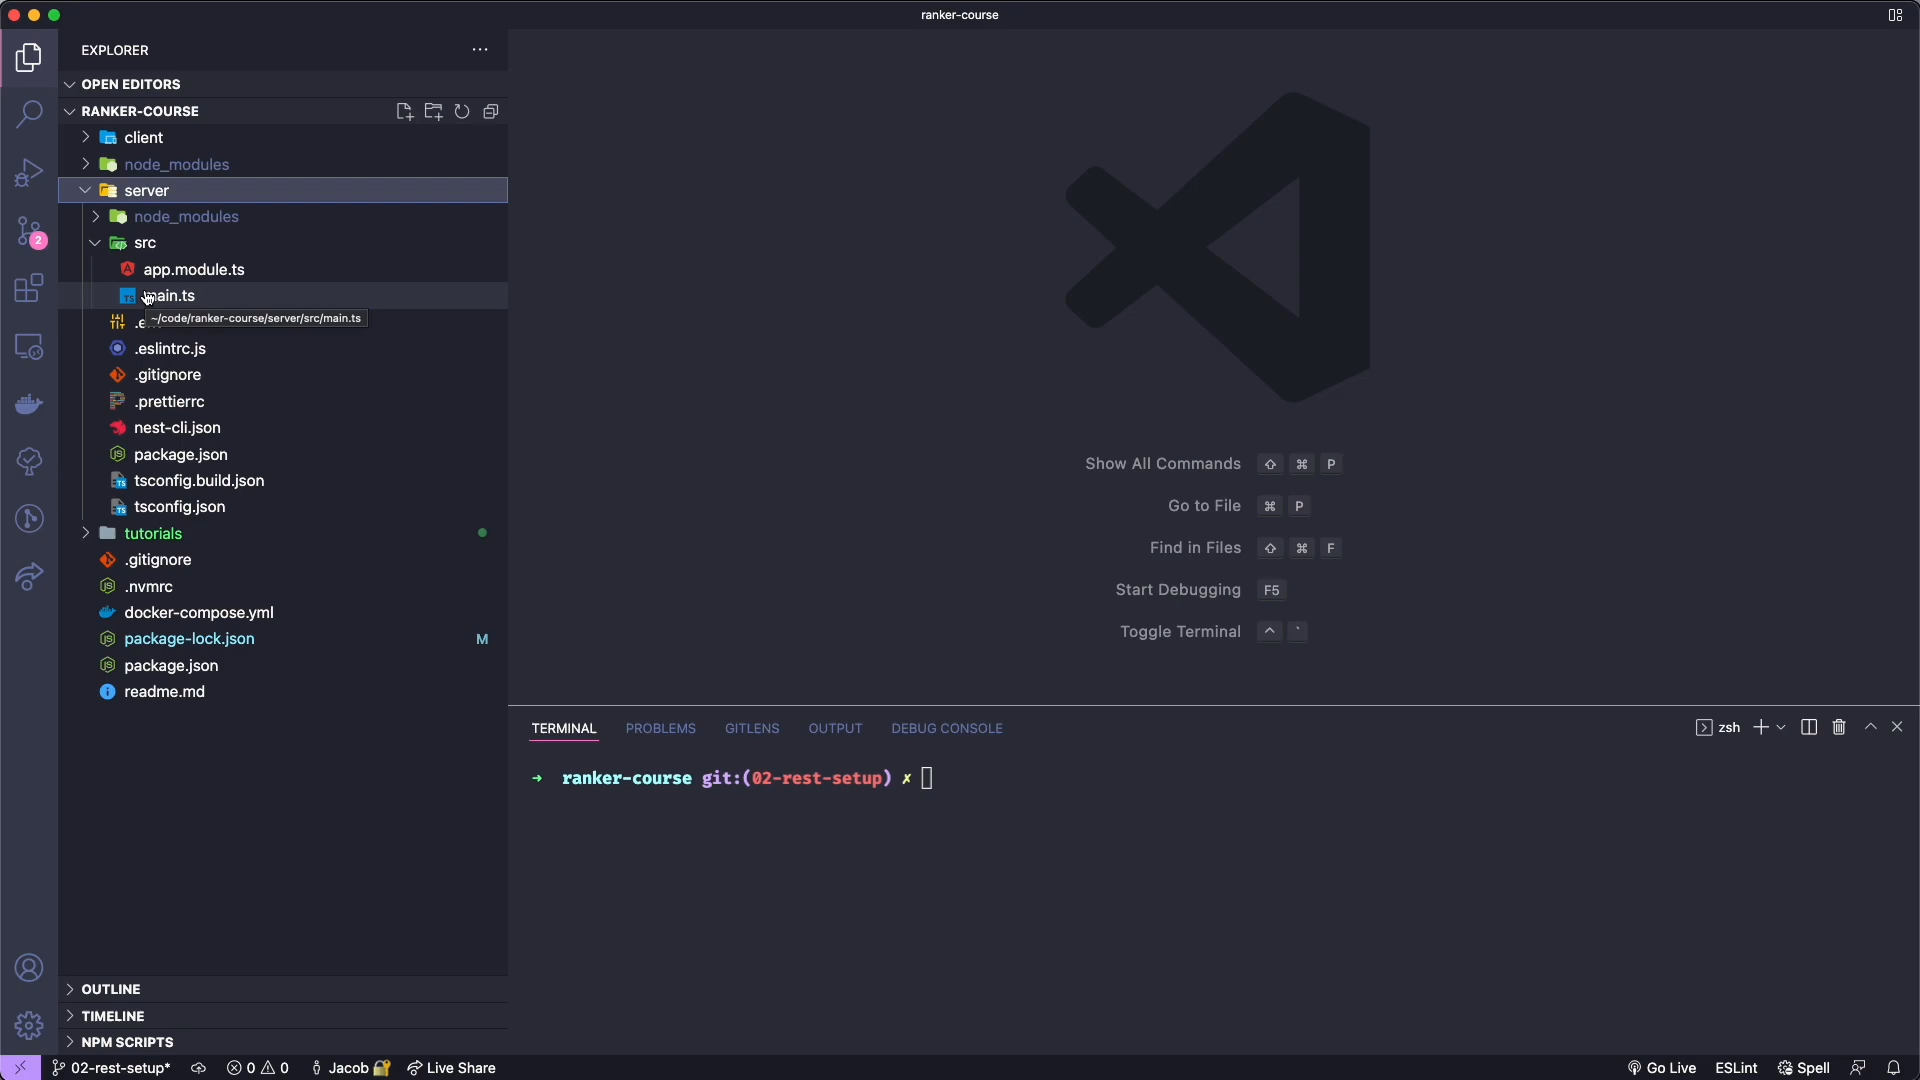 ranker-course
EXPLORER
OPEN EDITORS
RANKER-COURSE
client
node_modules
server
node_modules
src
app.module.ts
main.ts
~/code/ranker-course/server/src/main.ts
.eslintrc.js
.gitignore
.prettierrc
nest-cli.json
package.json
tsconfig.build.json
tsconfig.json
tutorials
.gitignore
.nvmrc
docker-compose.yml
package-lock.json M
package.json
readme.md
OUTLINE
TIMELINE
NPM SCRIPTS
2
Show All Commands ⇧ ⌘ P
Go to File ⌘ P
Find in Files ⇧ ⌘ F
Start Debugging F5
Toggle Terminal ^ `
TERMINAL PROBLEMS GITLENS OUTPUT DEBUG CONSOLE
zsh
➜ ranker-course git:(02-rest-setup) ✗
02-rest-setup* 0 0 Jacob Live Share
Go Live ESLint Spell